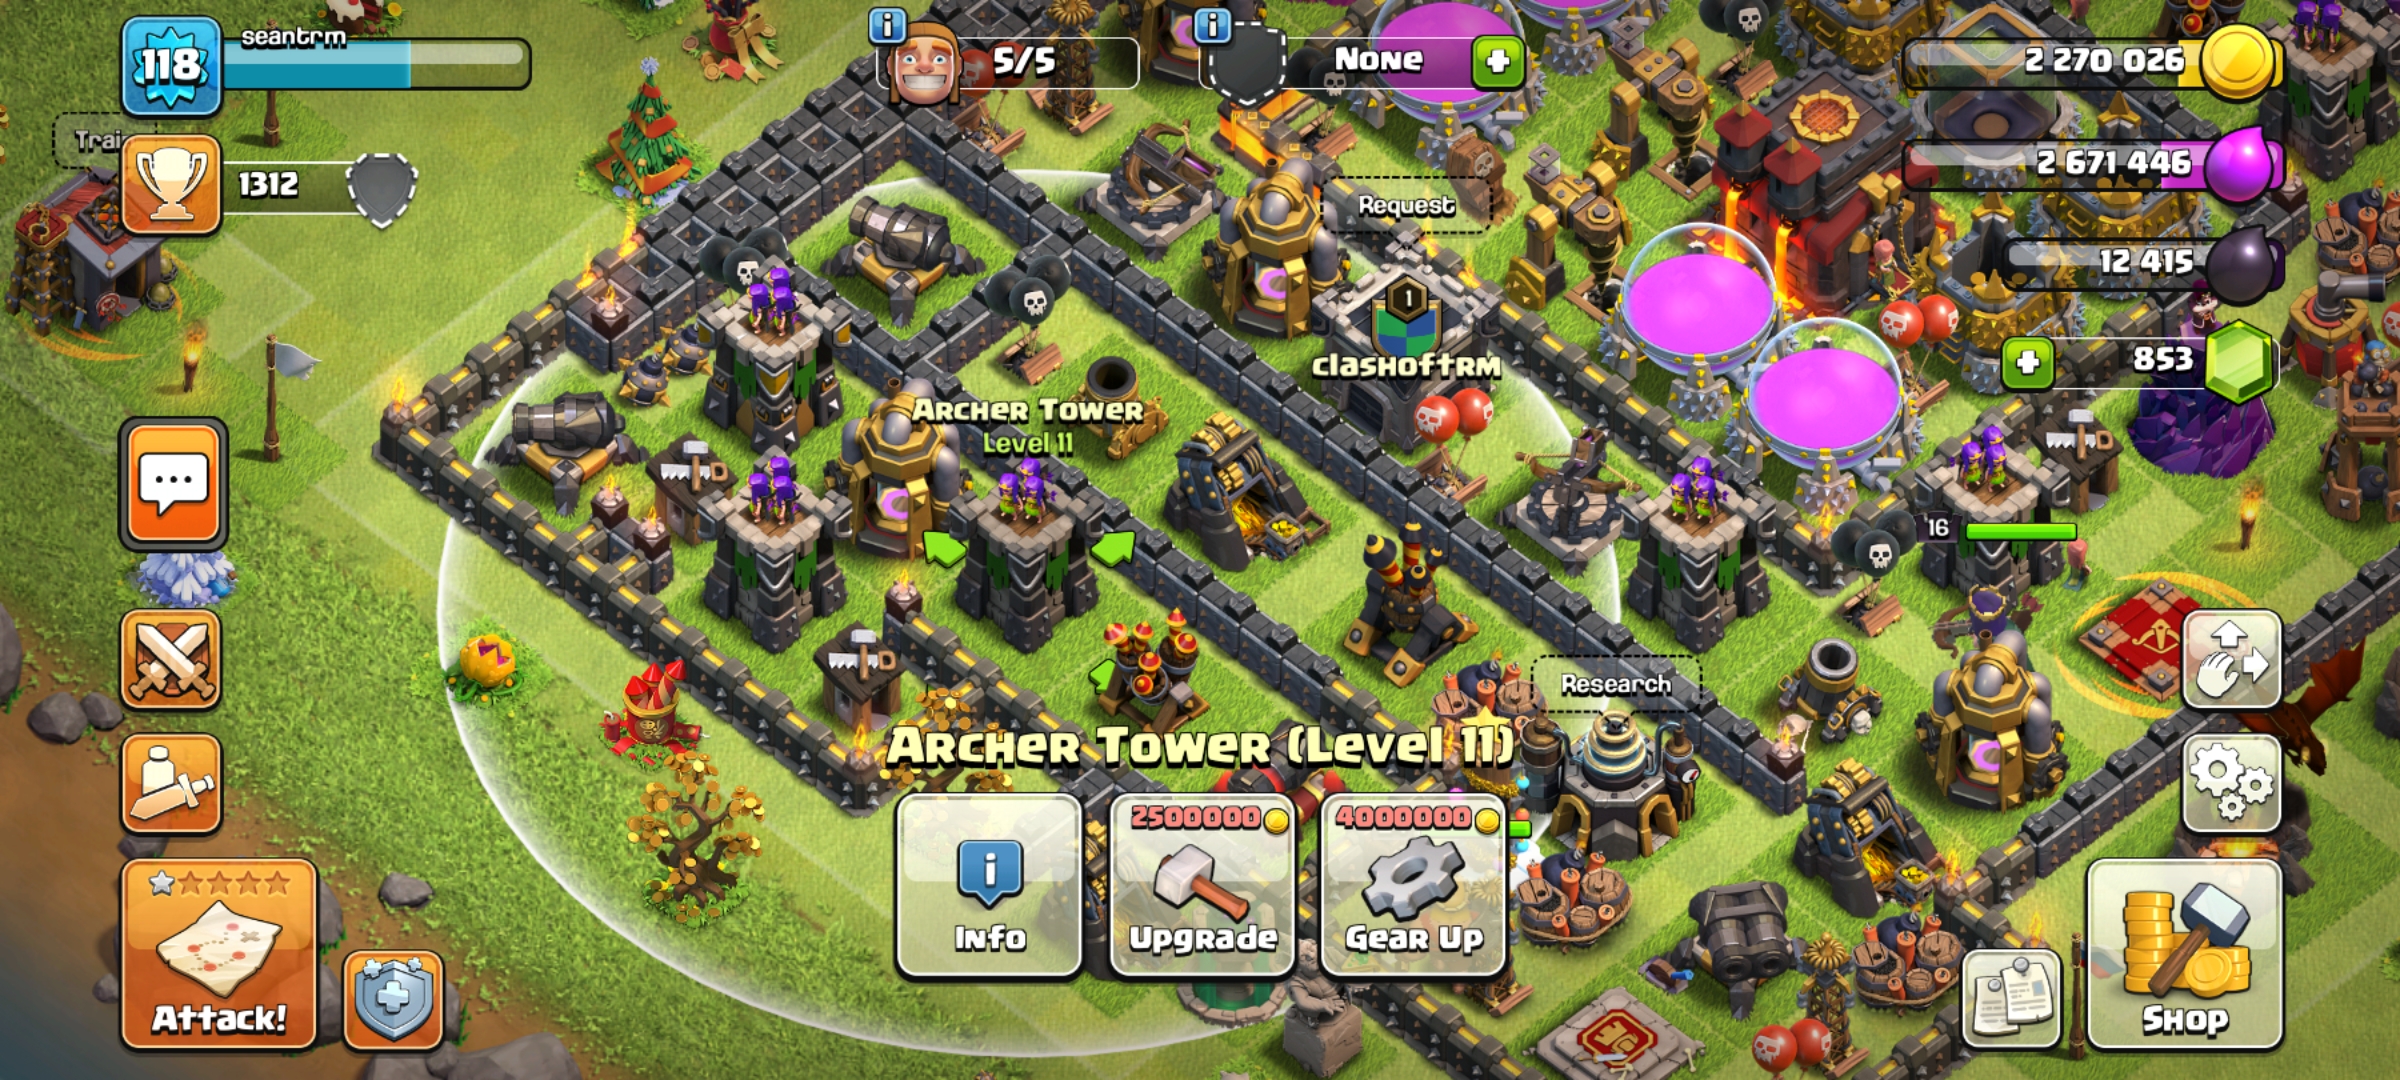 118
seantrm
5/5
None
2 270 026
Trai
1312
Request
2 671 446
12 415
1
clashofTRM
853
Archer Tower
Level 11
16
Research
Archer Tower (Level 11)
2500000
4000000
Info
Upgrade
Gear Up
Attack!
Shop